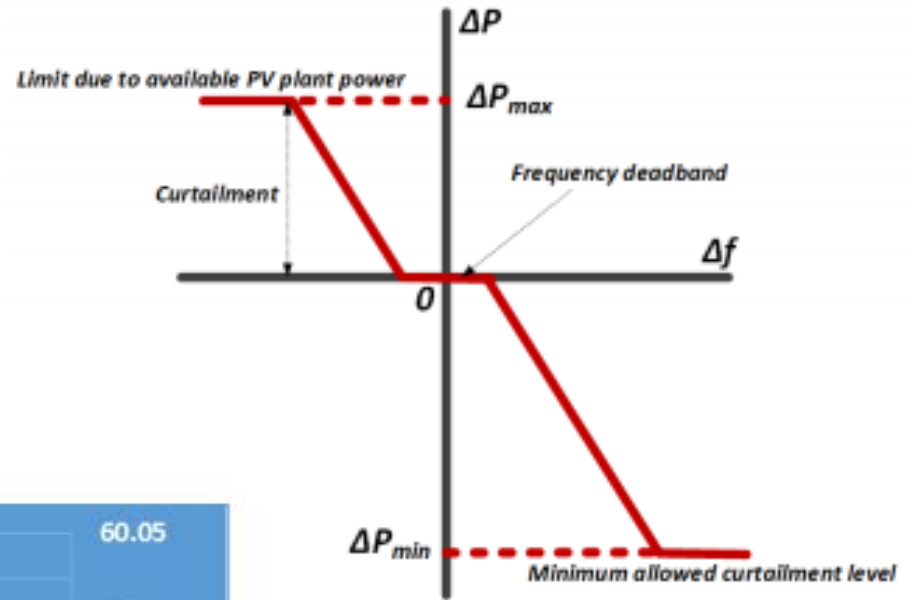 ΔP
Limit due to available PV plant power
ΔPmax
Frequency deadband
Curtailment
Δf
0
60.05
ΔPmin
Minimum allowed curtailment level